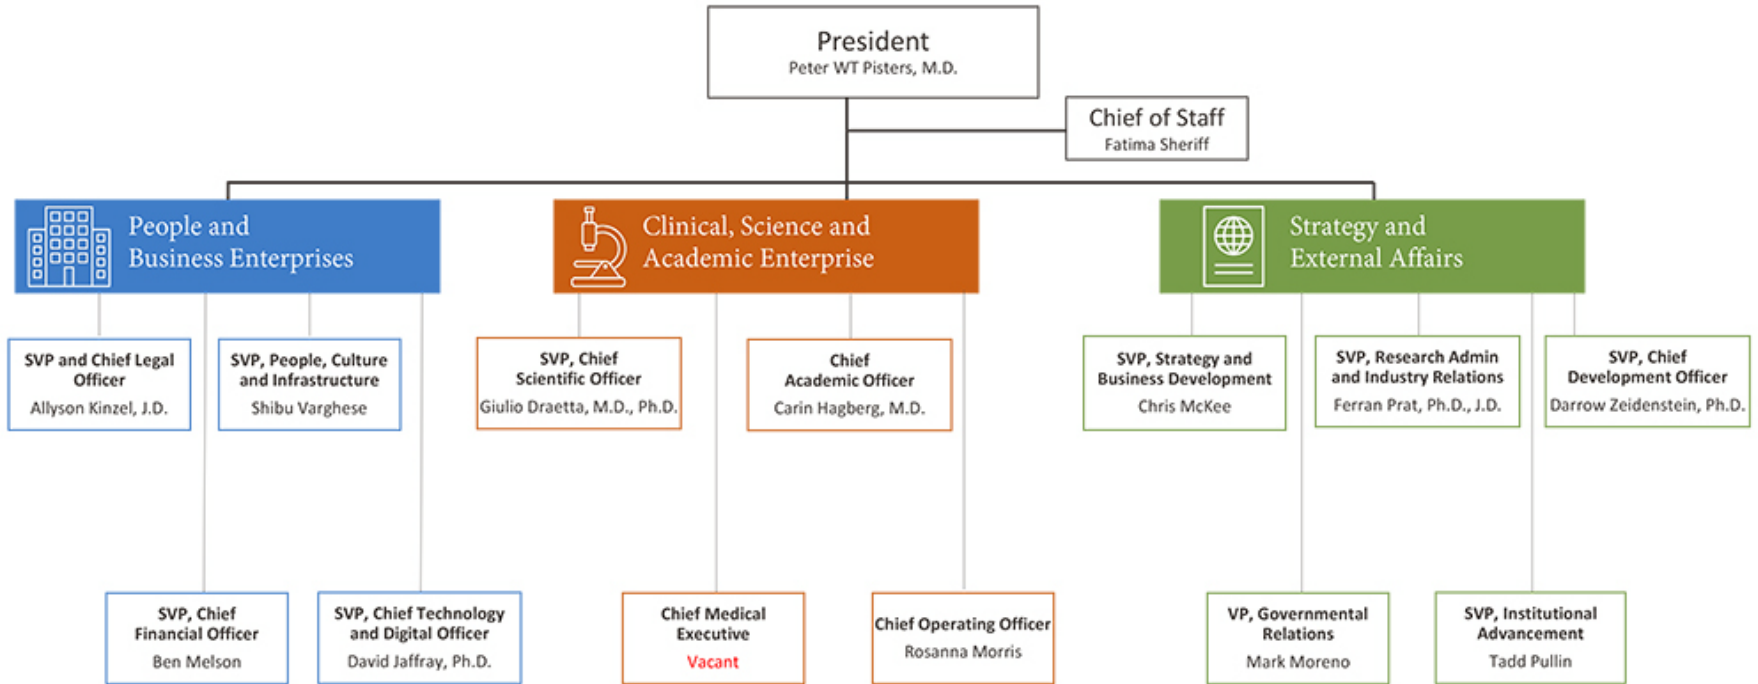 President
Peter WT Pisters, M.D.
Chief of Staff
Fatima Sheriff
People and
Business Enterprises
Clinical, Science and
Academic Enterprise
Strategy and
External Affairs
SVP and Chief Legal
Officer
Allyson Kinzel, J.D.
SVP, People, Culture
and Infrastructure
Shibu Varghese
SVP, Chief
Scientific Officer
Giulio Draetta, M.D., Ph.D.
Chief
Academic Officer
Carin Hagberg, M.D.
SVP, Strategy and
Business Development
Chris McKee
SVP, Research Admin
and Industry Relations
Ferran Prat, Ph.D., J.D.
SVP, Chief
Development Officer
Darrow Zeidenstein, Ph.D.
SVP, Chief
Financial Officer
Ben Melson
SVP, Chief Technology
and Digital Officer
David Jaffray, Ph.D.
Chief Medical
Executive
Vacant
Chief Operating Officer
Rosanna Morris
VP, Governmental
Relations
Mark Moreno
SVP, Institutional
Advancement
Tadd Pullin